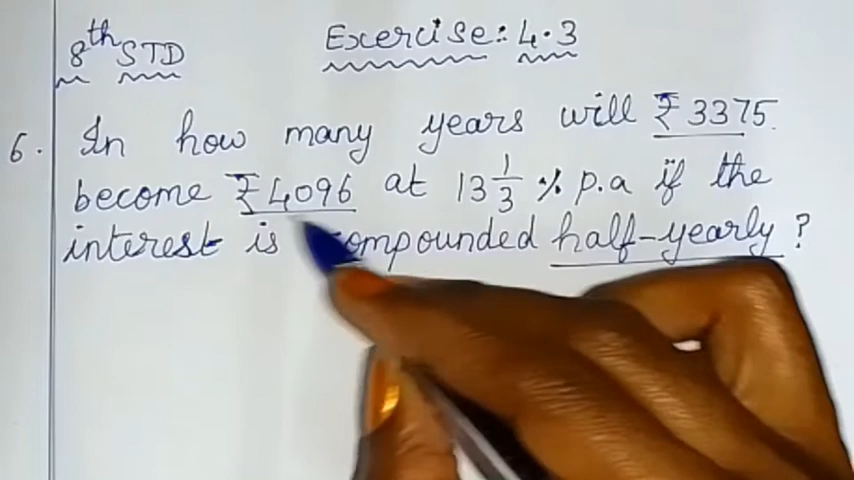 8th STD Exercise: 4.3
6. In how many years will ₹3375.
become ₹4096 at 13 1/3 % p.a if the
interest is compounded half-yearly ?